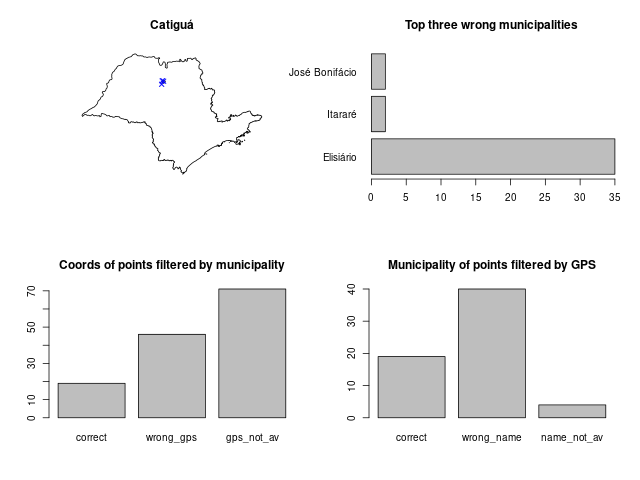 Catiguá
Top three wrong municipalities
José Bonifácio
Itararé
Elisiário
0 5 10 15 20 25 30 35
Coords of points filtered by municipality
70
50
30
10
0
correct wrong_gps gps_not_av
Municipality of points filtered by GPS
40
30
20
10
0
correct wrong_name name_not_av